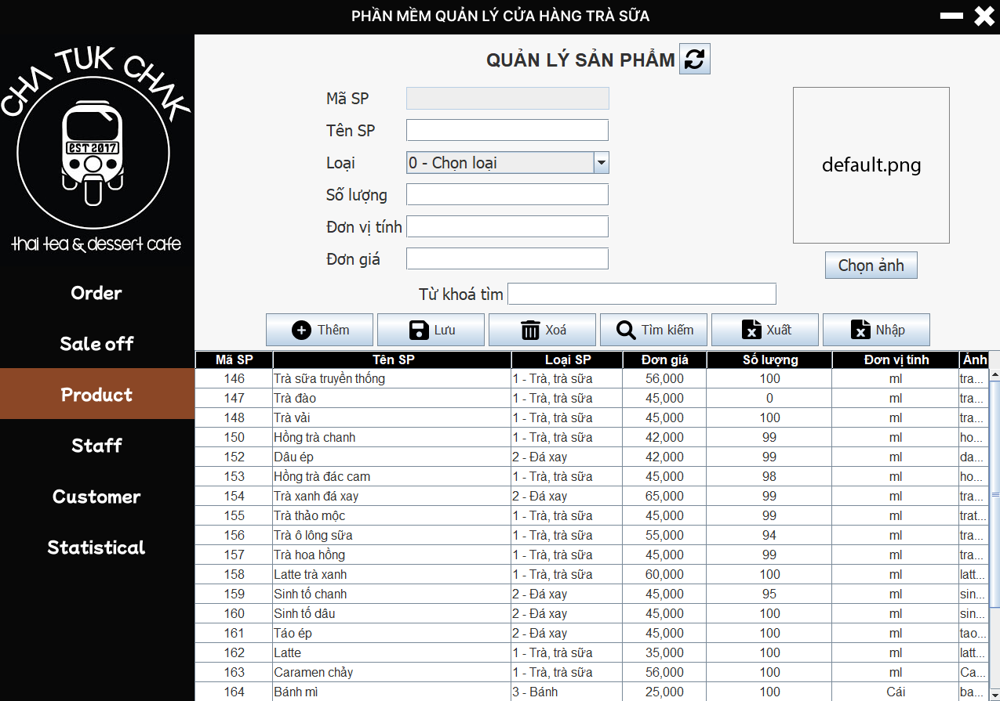 PHẦN MỀM QUẢN LÝ CỬA HÀNG TRÀ SỮA
CHA TUK CHAK
EST 2017
thai tea & dessert cafe
Order
Sale off
Product
Staff
Customer
Statistical
QUẢN LÝ SẢN PHẨM
Mã SP
Tên SP
Loại 0 - Chọn loại
Số lượng
Đơn vị tính
Đơn giá
default.png
Chọn ảnh
Từ khoá tìm
Thêm Lưu Xoá Tìm kiếm Xuất Nhập
Mã SP Tên SP Loại SP Đơn giá Số lượng Đơn vị tính Ảnh
146 Trà sữa truyền thống 1 - Trà, trà sữa 56,000 100 ml tra...
147 Trà đào 1 - Trà, trà sữa 45,000 0 ml tra...
148 Trà vải 1 - Trà, trà sữa 45,000 100 ml tra...
150 Hồng trà chanh 1 - Trà, trà sữa 42,000 99 ml ho...
152 Dâu ép 2 - Đá xay 42,000 99 ml da...
153 Hồng trà đác cam 1 - Trà, trà sữa 45,000 98 ml ho...
154 Trà xanh đá xay 2 - Đá xay 65,000 99 ml tra...
155 Trà thảo mộc 1 - Trà, trà sữa 45,000 99 ml trat...
156 Trà ô lông sữa 1 - Trà, trà sữa 55,000 94 ml tra...
157 Trà hoa hồng 1 - Trà, trà sữa 45,000 99 ml tra...
158 Latte trà xanh 1 - Trà, trà sữa 60,000 100 ml latt...
159 Sinh tố chanh 2 - Đá xay 45,000 95 ml sin...
160 Sinh tố dâu 2 - Đá xay 45,000 100 ml sin...
161 Táo ép 2 - Đá xay 45,000 100 ml tao...
162 Latte 1 - Trà, trà sữa 35,000 100 ml latt...
163 Caramen chảy 1 - Trà, trà sữa 56,000 100 ml Ca...
164 Bánh mì 3 - Bánh 25,000 100 Cái ba...